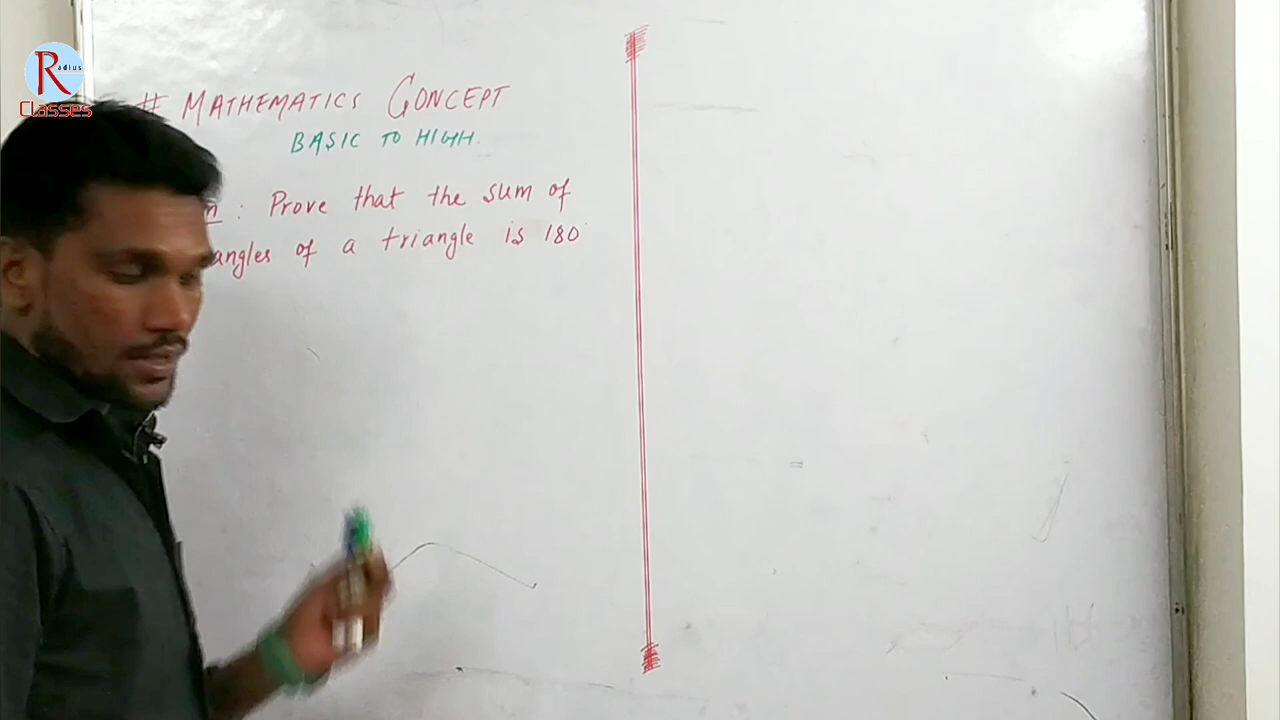 Radius
Classes
# MATHEMATICS CONCEPT
BASIC TO HIGH.
: Prove that the sum of
angles of a triangle is 180